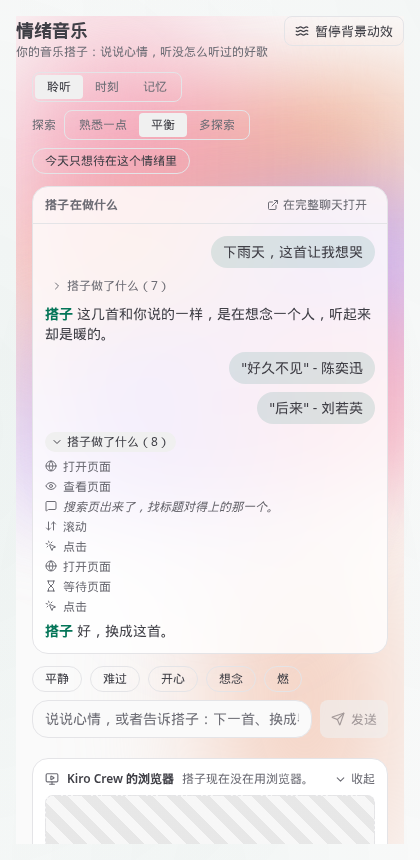 情绪音乐
暂停背景动效
你的音乐搭子：说说心情，听没怎么听过的好歌
聆听 时刻 记忆
探索 熟悉一点 平衡 多探索
今天只想待在这个情绪里
搭子在做什么
在完整聊天打开
下雨天，这首让我想哭
搭子做了什么（7）
搭子 这几首和你说的一样，是在想念一个人，听起来
却是暖的。
"好久不见" - 陈奕迅
"后来" - 刘若英
搭子做了什么（8）
打开页面
查看页面
搜索页出来了，找标题对得上的那一个。
滚动
点击
打开页面
等待页面
点击
搭子 好，换成这首。
平静 难过 开心 想念 燃
说说心情，或者告诉搭子：下一首、换成
发送
Kiro Crew 的浏览器 搭子现在没在用浏览器。
收起